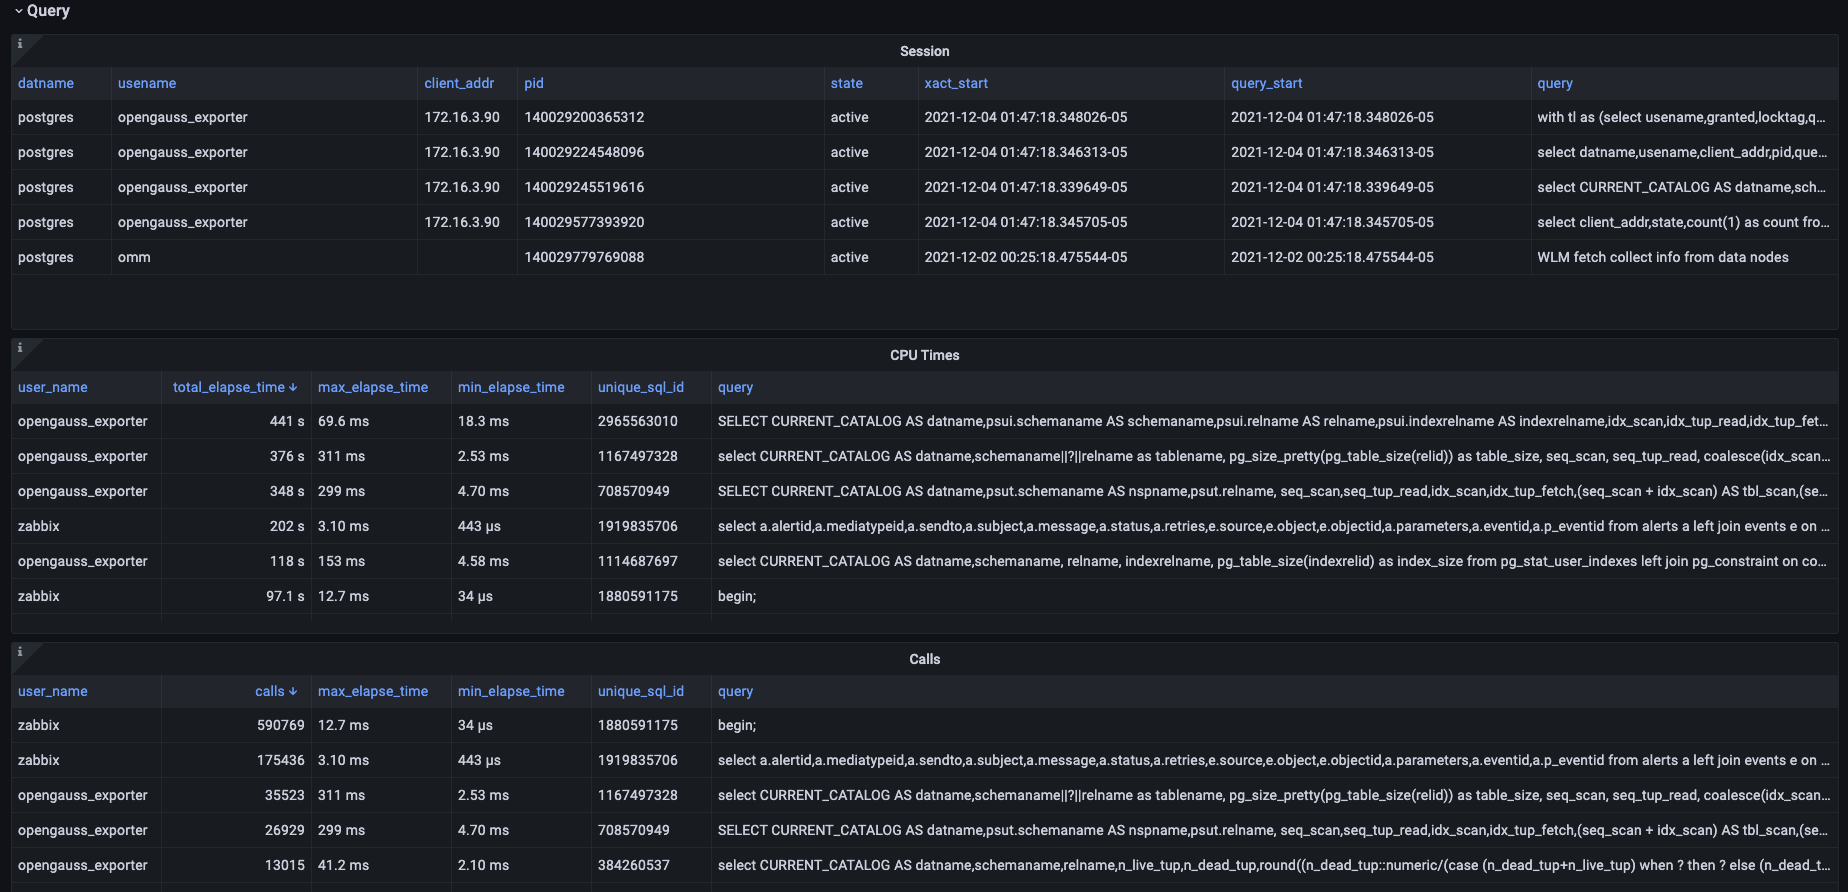 Query
i
Session
datname usename client_addr pid state xact_start query_start query
postgres opengauss_exporter 172.16.3.90 140029200365312 active 2021-12-04 01:47:18.348026-05 2021-12-04 01:47:18.348026-05 with tl as (select usename,granted,locktag,q...
postgres opengauss_exporter 172.16.3.90 140029224548096 active 2021-12-04 01:47:18.346313-05 2021-12-04 01:47:18.346313-05 select datname,usename,client_addr,pid,que...
postgres opengauss_exporter 172.16.3.90 140029245519616 active 2021-12-04 01:47:18.339649-05 2021-12-04 01:47:18.339649-05 select CURRENT_CATALOG AS datname,sch...
postgres opengauss_exporter 172.16.3.90 140029577393920 active 2021-12-04 01:47:18.345705-05 2021-12-04 01:47:18.345705-05 select client_addr,state,count(1) as count fro...
postgres omm 140029779769088 active 2021-12-02 00:25:18.475544-05 2021-12-02 00:25:18.475544-05 WLM fetch collect info from data nodes
i
CPU Times
user_name total_elapse_time ↓ max_elapse_time min_elapse_time unique_sql_id query
opengauss_exporter 441 s 69.6 ms 18.3 ms 2965563010 SELECT CURRENT_CATALOG AS datname,psui.schemaname AS schemaname,psui.relname AS relname,psui.indexrelname AS indexrelname,idx_scan,idx_tup_read,idx_tup_fet...
opengauss_exporter 376 s 311 ms 2.53 ms 1167497328 select CURRENT_CATALOG AS datname,schemaname||?||relname as tablename, pg_size_pretty(pg_table_size(relid)) as table_size, seq_scan, seq_tup_read, coalesce(idx_scan...
opengauss_exporter 348 s 299 ms 4.70 ms 708570949 SELECT CURRENT_CATALOG AS datname,psut.schemaname AS nspname,psut.relname, seq_scan,seq_tup_read,idx_scan,idx_tup_fetch,(seq_scan + idx_scan) AS tbl_scan,(se...
zabbix 202 s 3.10 ms 443 µs 1919835706 select a.alertid,a.mediatypeid,a.sendto,a.subject,a.message,a.status,a.retries,e.source,e.object,e.objectid,a.parameters,a.eventid,a.p_eventid from alerts a left join events e on ...
opengauss_exporter 118 s 153 ms 4.58 ms 1114687697 select CURRENT_CATALOG AS datname,schemaname, relname, indexrelname, pg_table_size(indexrelid) as index_size from pg_stat_user_indexes left join pg_constraint on co...
zabbix 97.1 s 12.7 ms 34 µs 1880591175 begin;
i
Calls
user_name calls ↓ max_elapse_time min_elapse_time unique_sql_id query
zabbix 590769 12.7 ms 34 µs 1880591175 begin;
zabbix 175436 3.10 ms 443 µs 1919835706 select a.alertid,a.mediatypeid,a.sendto,a.subject,a.message,a.status,a.retries,e.source,e.object,e.objectid,a.parameters,a.eventid,a.p_eventid from alerts a left join events e on ...
opengauss_exporter 35523 311 ms 2.53 ms 1167497328 select CURRENT_CATALOG AS datname,schemaname||?||relname as tablename, pg_size_pretty(pg_table_size(relid)) as table_size, seq_scan, seq_tup_read, coalesce(idx_scan...
opengauss_exporter 26929 299 ms 4.70 ms 708570949 SELECT CURRENT_CATALOG AS datname,psut.schemaname AS nspname,psut.relname, seq_scan,seq_tup_read,idx_scan,idx_tup_fetch,(seq_scan + idx_scan) AS tbl_scan,(se...
opengauss_exporter 13015 41.2 ms 2.10 ms 384260537 select CURRENT_CATALOG AS datname,schemaname,relname,n_live_tup,n_dead_tup,round((n_dead_tup::numeric/(case (n_dead_tup+n_live_tup) when ? then ? else (n_dead_t...